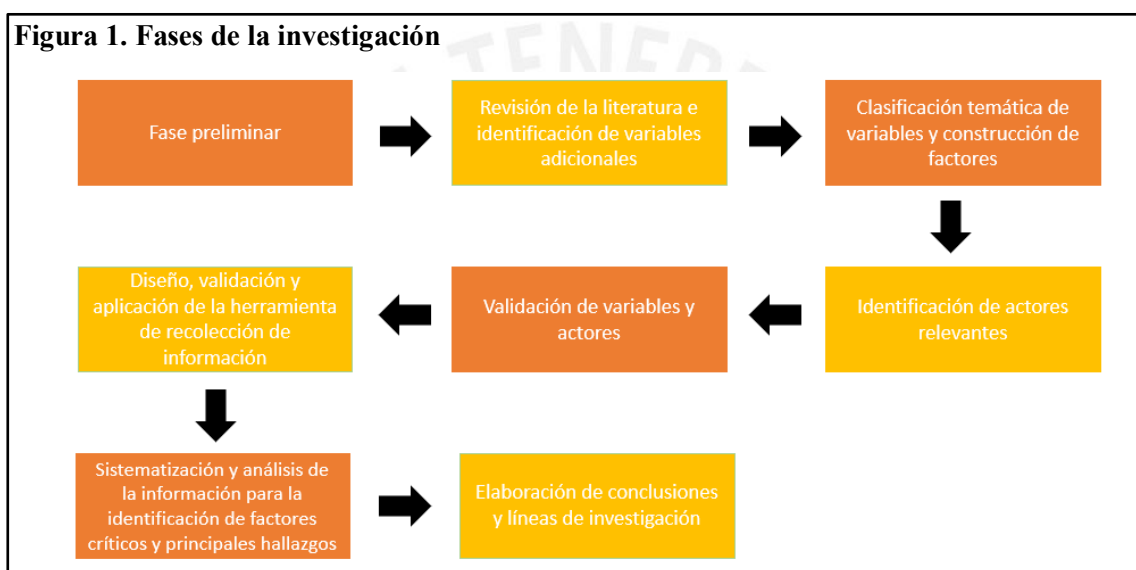 Figura 1. Fases de la investigación
TENEBR
Fase preliminar
Revisión de la literatura e
identificación de variables
adicionales
Clasificación temática de
variables y construcción de
factores
Identificación de actores
relevantes
Validación de variables y
actores
Diseño, validación y
aplicación de la herramienta
de recolección de
información
Sistematización y análisis de
la información para la
identificación de factores
críticos y principales hallazgos
Elaboración de conclusiones
y líneas de investigación